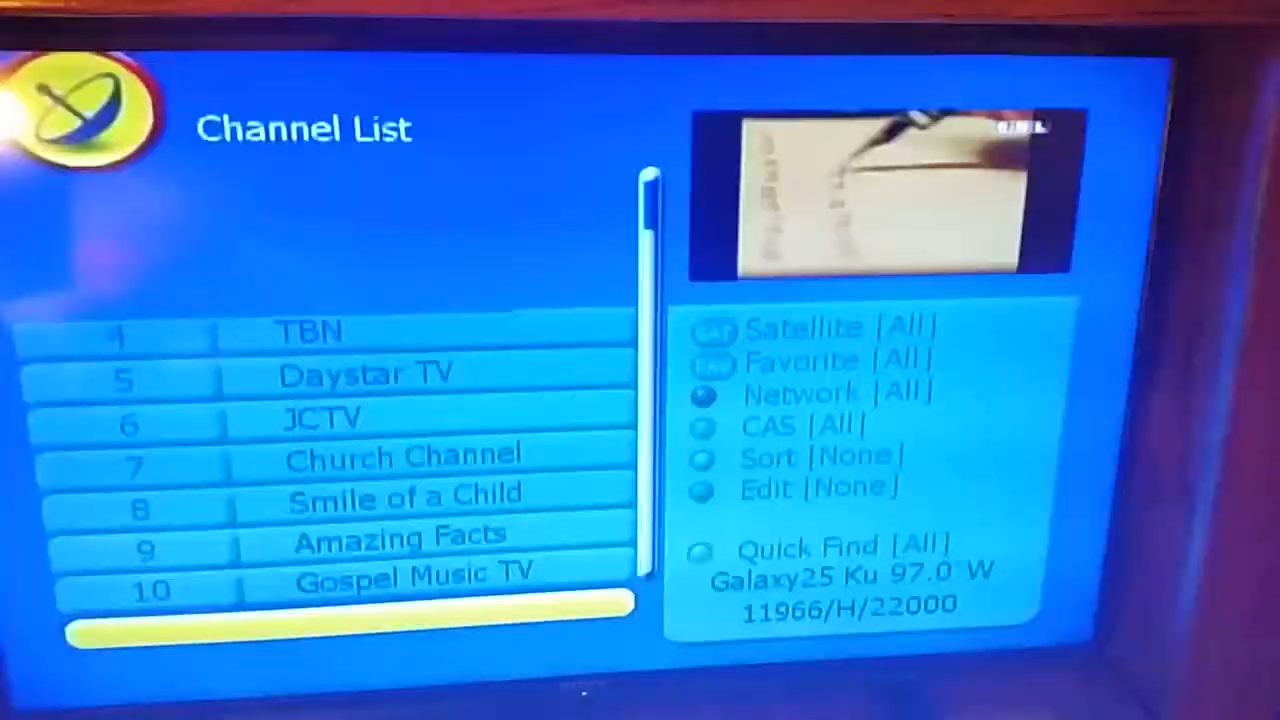 Channel List
4 TBN
5 Daystar TV
6 JCTV
7 Church Channel
8 Smile of a Child
9 Amazing Facts
10 Gospel Music TV
Satellite [All]
Favorite [All]
Network [All]
CAS [All]
Sort [None]
Edit [None]
Quick Find [All]
Galaxy25 Ku 97.0 W
11966/H/22000